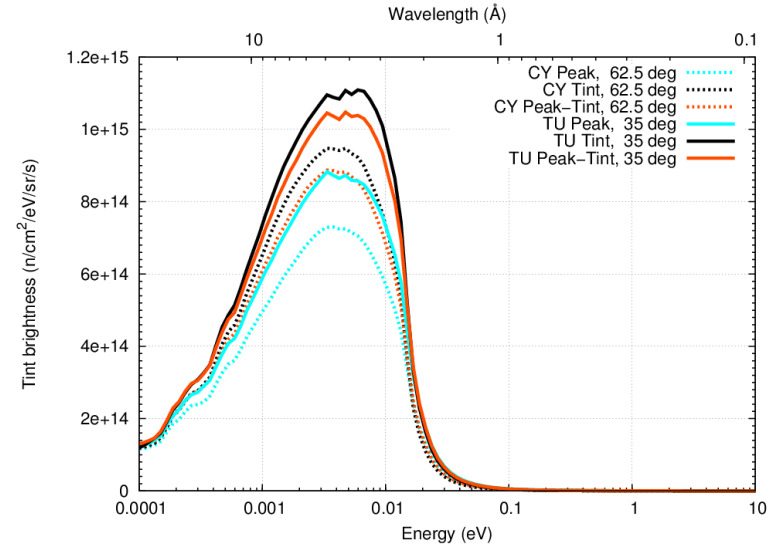 Wavelength (Å)
10 1 0.1
1.2e+15
1e+15
8e+14
6e+14
4e+14
2e+14
0
Tint brightness (n/cm²/eV/sr/s)
CY Peak, 62.5 deg
CY Tint, 62.5 deg
CY Peak−Tint, 62.5 deg
TU Peak, 35 deg
TU Tint, 35 deg
TU Peak−Tint, 35 deg
0.0001 0.001 0.01 0.1 1 10
Energy (eV)